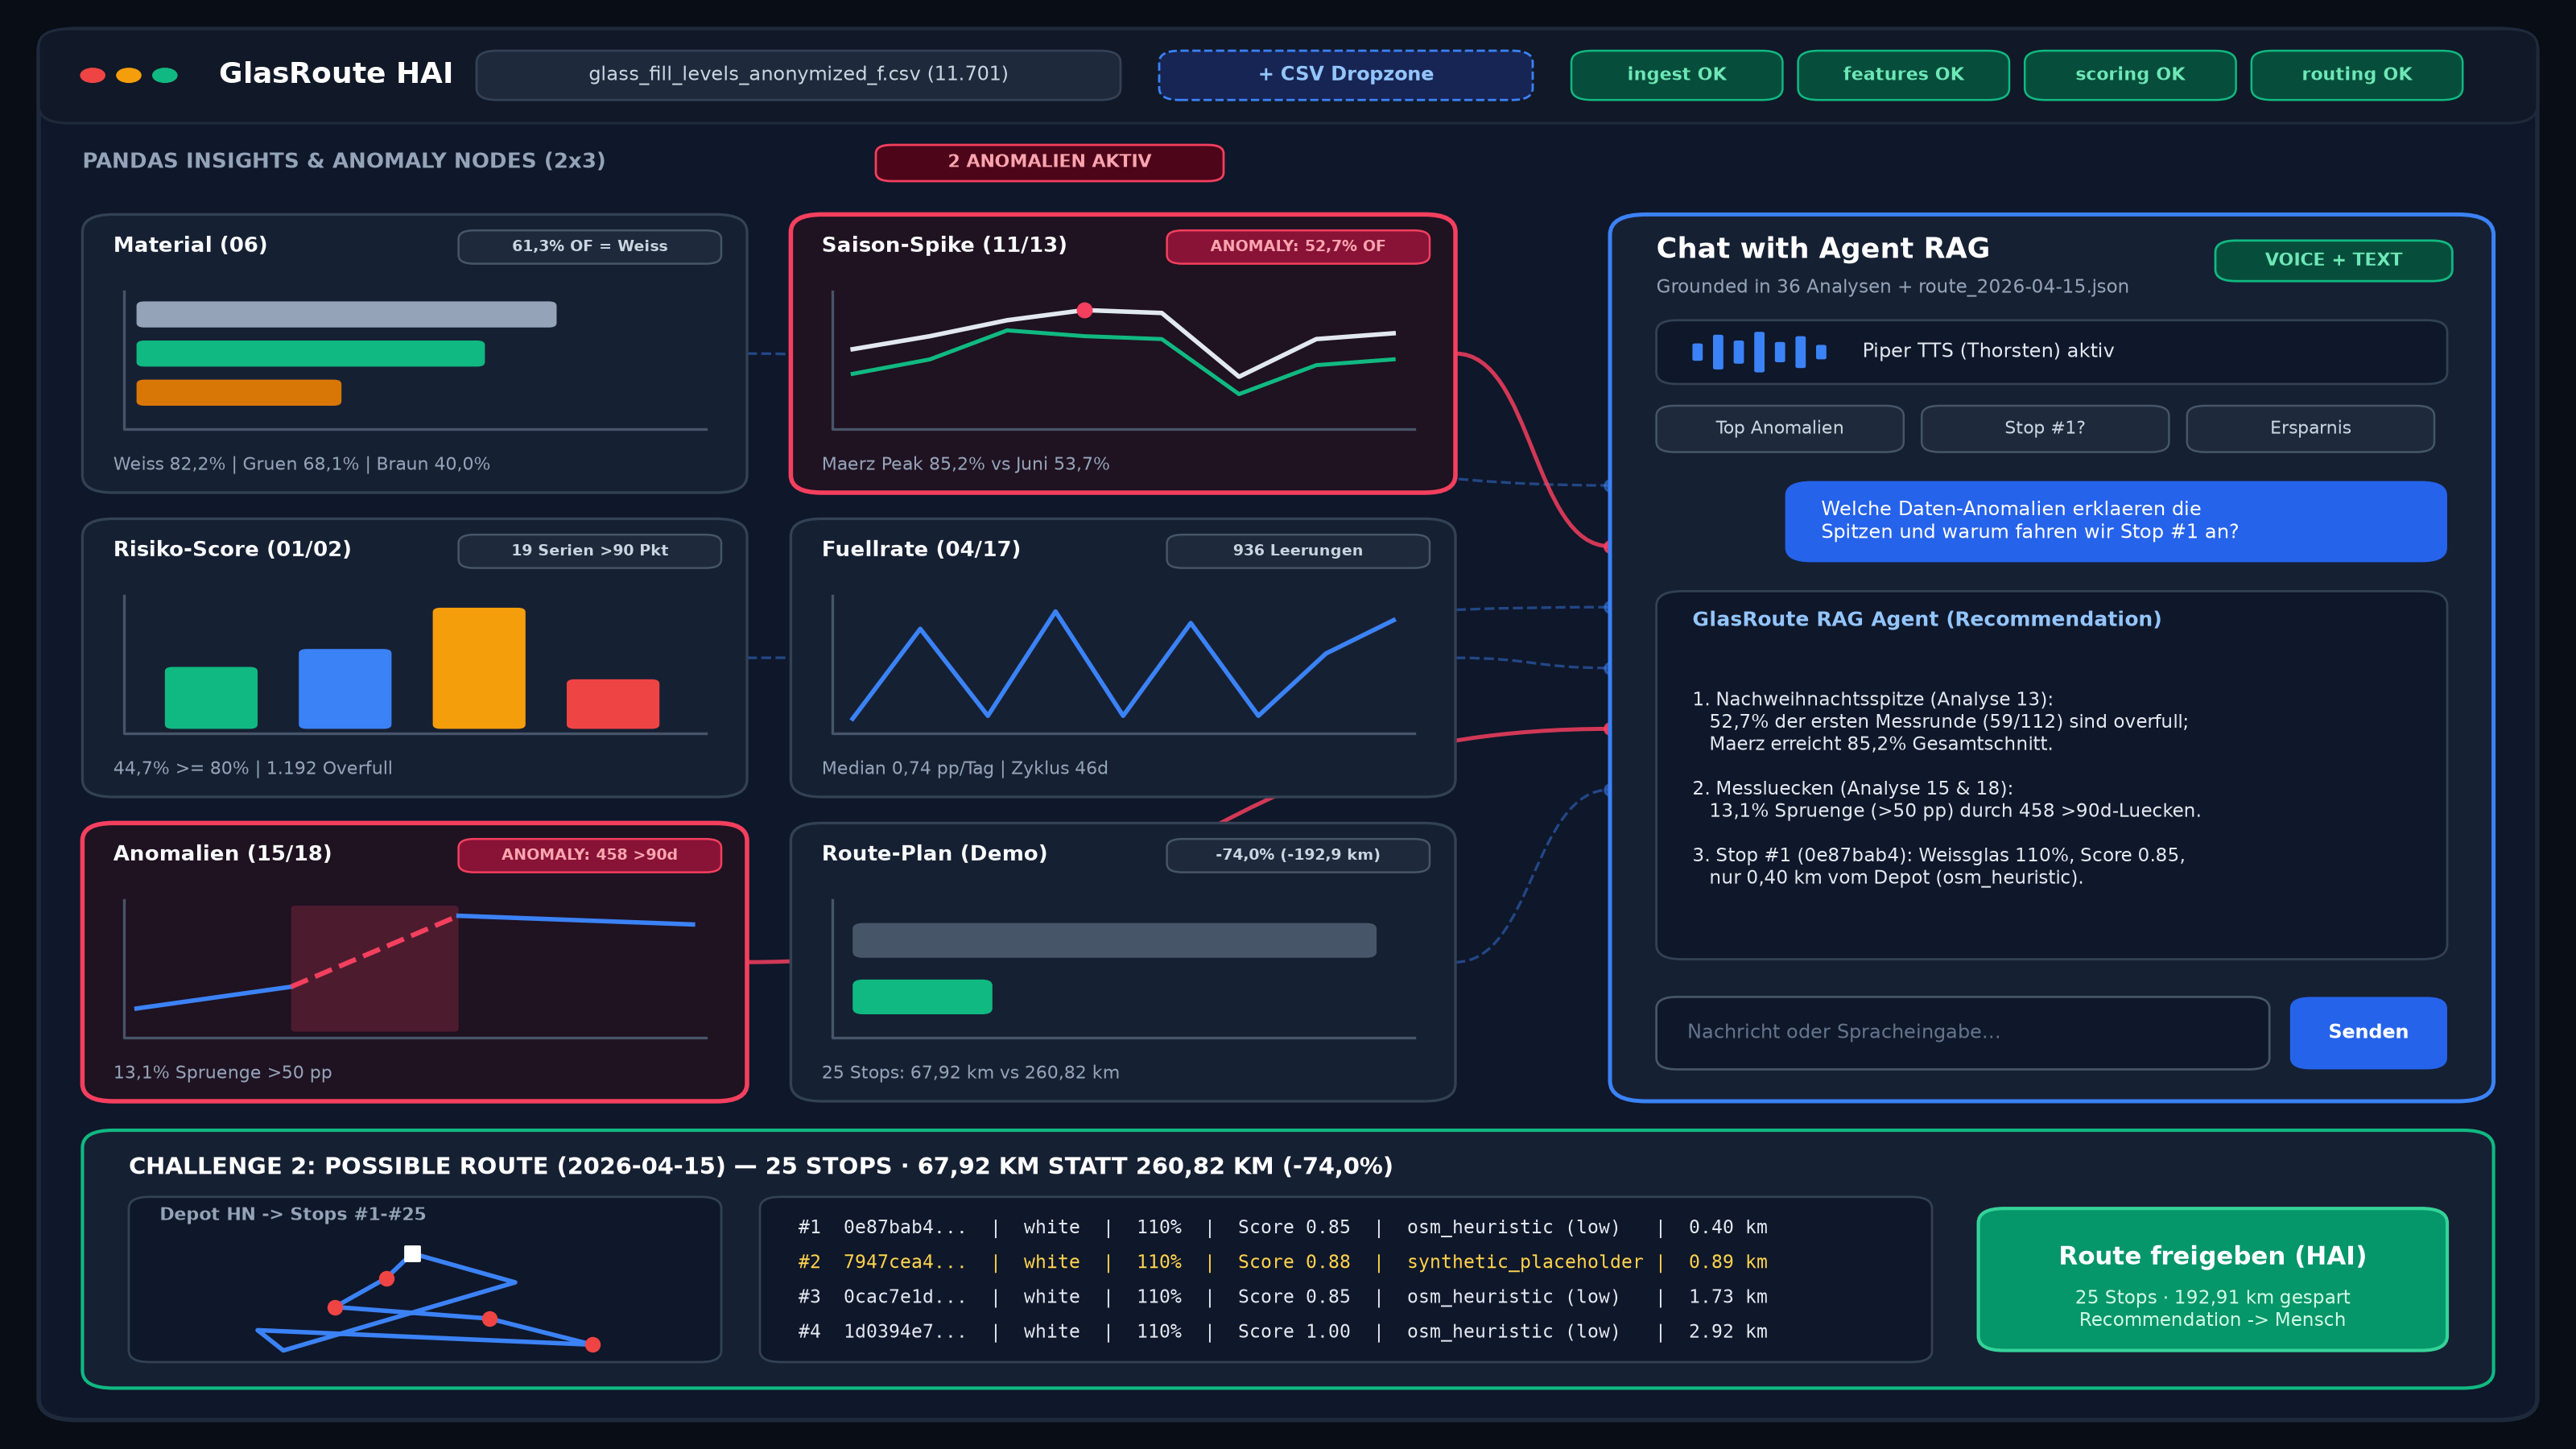 GlasRoute HAI
glass_fill_levels_anonymized_f.csv (11.701)
+ CSV Dropzone
ingest OK
features OK
scoring OK
routing OK
PANDAS INSIGHTS & ANOMALY NODES (2x3)
2 ANOMALIEN AKTIV
Material (06)
61,3% OF = Weiss
Weiss 82,2% | Gruen 68,1% | Braun 40,0%
Saison-Spike (11/13)
ANOMALY: 52,7% OF
Maerz Peak 85,2% vs Juni 53,7%
Risiko-Score (01/02)
19 Serien >90 Pkt
44,7% >= 80% | 1.192 Overfull
Fuellrate (04/17)
936 Leerungen
Median 0,74 pp/Tag | Zyklus 46d
Anomalien (15/18)
ANOMALY: 458 >90d
13,1% Spruenge >50 pp
Route-Plan (Demo)
-74,0% (-192,9 km)
25 Stops: 67,92 km vs 260,82 km
Chat with Agent RAG
VOICE + TEXT
Grounded in 36 Analysen + route_2026-04-15.json
Piper TTS (Thorsten) aktiv
Top Anomalien
Stop #1?
Ersparnis
Welche Daten-Anomalien erklaeren die
Spitzen und warum fahren wir Stop #1 an?
GlasRoute RAG Agent (Recommendation)
1. Nachweihnachtsspitze (Analyse 13):
52,7% der ersten Messrunde (59/112) sind overfull;
Maerz erreicht 85,2% Gesamtschnitt.
2. Messluecken (Analyse 15 & 18):
13,1% Spruenge (>50 pp) durch 458 >90d-Luecken.
3. Stop #1 (0e87bab4): Weissglas 110%, Score 0.85,
nur 0,40 km vom Depot (osm_heuristic).
Nachricht oder Spracheingabe...
Senden
CHALLENGE 2: POSSIBLE ROUTE (2026-04-15) — 25 STOPS · 67,92 KM STATT 260,82 KM (-74,0%)
Depot HN -> Stops #1-#25
#1 0e87bab4... | white | 110% | Score 0.85 | osm_heuristic (low) | 0.40 km
#2 7947cea4... | white | 110% | Score 0.88 | synthetic_placeholder | 0.89 km
#3 0cac7e1d... | white | 110% | Score 0.85 | osm_heuristic (low) | 1.73 km
#4 1d0394e7... | white | 110% | Score 1.00 | osm_heuristic (low) | 2.92 km
Route freigeben (HAI)
25 Stops · 192,91 km gespart
Recommendation -> Mensch